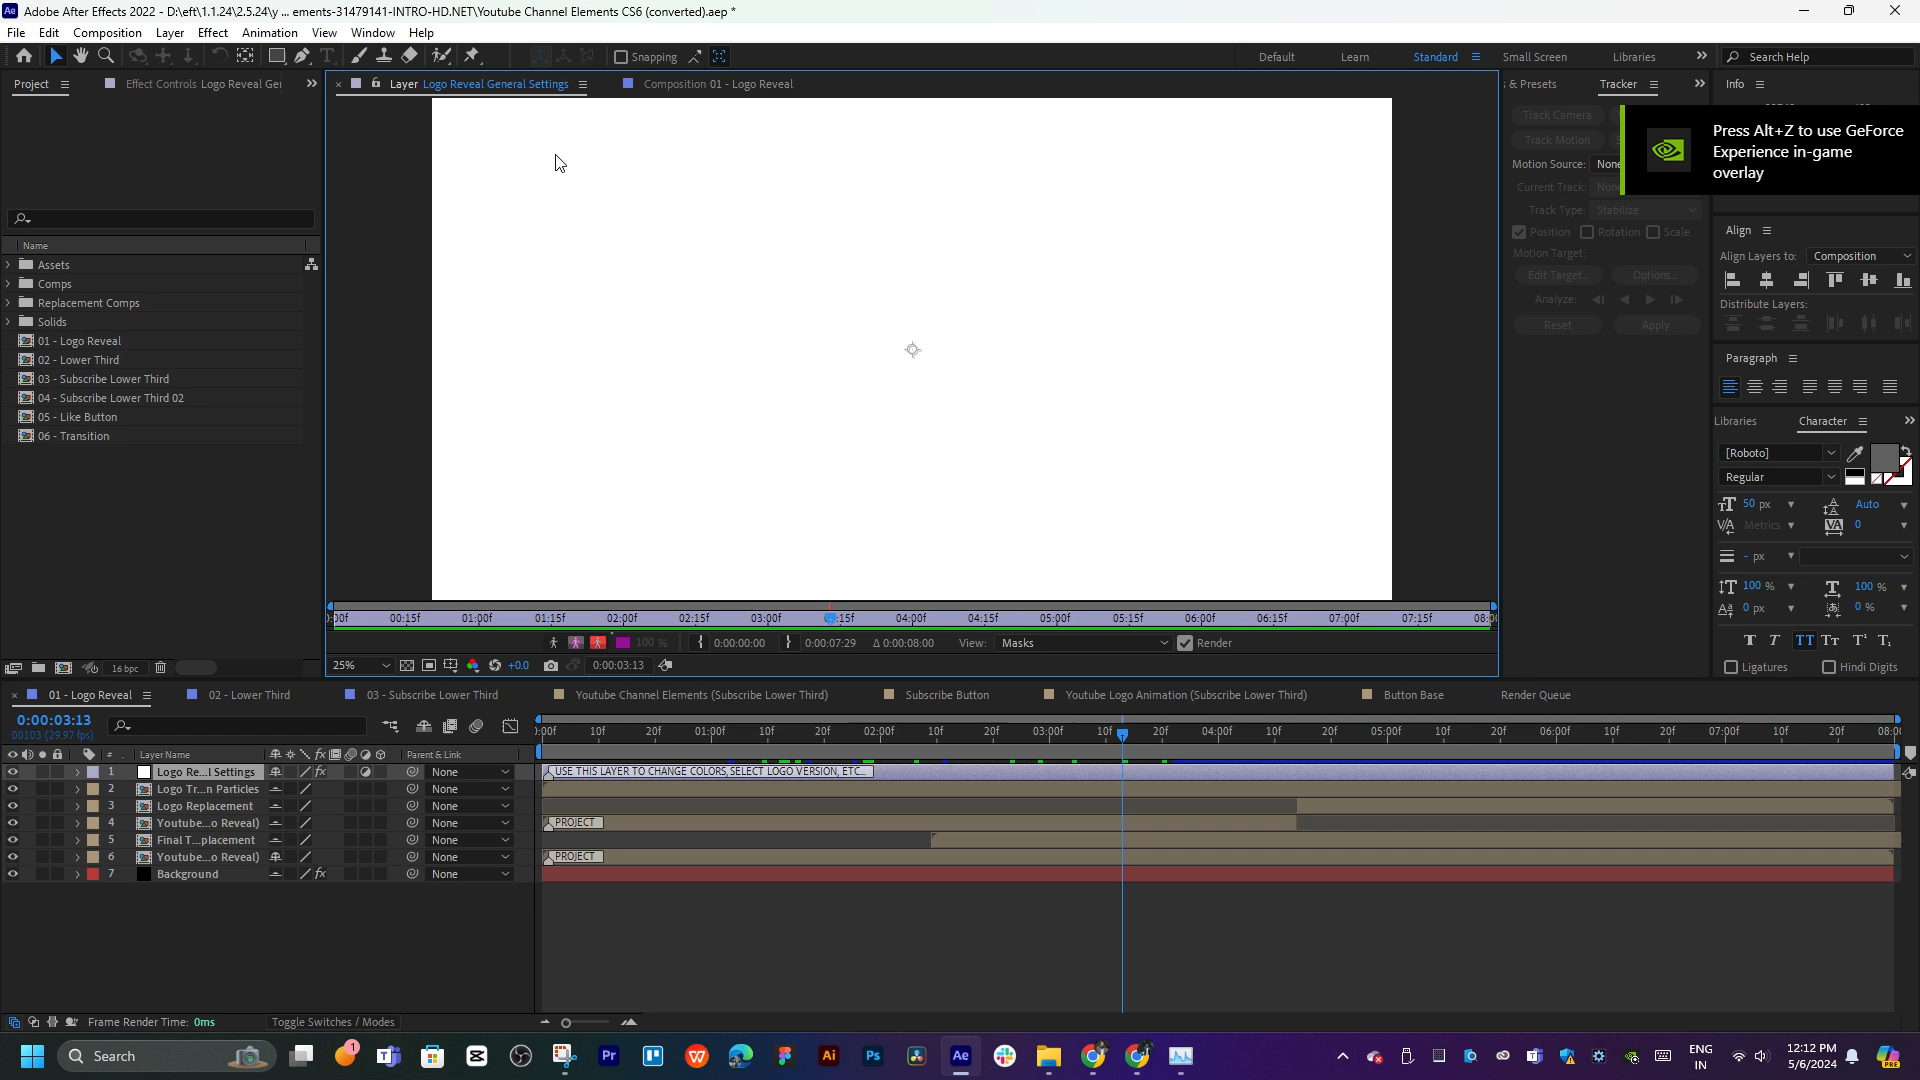 Adobe After Effects 2022 - D:\eft\1.1.24\2.5.24\y ... ements-31479141-INTRO-HD.NET\Youtube Channel Elements CS6 (converted).aep *
File Edit Composition Layer Effect Animation View Window Help
Snapping Default Learn Standard Small Screen Libraries Search Help
Project Effect Controls Logo Reveal Ger Layer Logo Reveal General Settings Composition 01 - Logo Reveal & Presets Tracker Info
Track Camera
Press Alt+Z to use GeForce
Experience in-game
overlay
Track Motion
Motion Source: None
Current Track: None
Track Type: Stabilize
Position Rotation Scale
Motion Target:
Edit Target... Options...
Analyze:
Reset Apply
Align
Align Layers to: Composition
Distribute Layers:
Paragraph
Libraries Character
[Roboto]
Regular
50 px Auto
Metrics 0
- px
100 % 100 %
0 px 0 %
T T TT Tt T¹ T₁
Ligatures Hindi Digits
Name
Assets
Comps
Replacement Comps
Solids
01 - Logo Reveal
02 - Lower Third
03 - Subscribe Lower Third
04 - Subscribe Lower Third 02
05 - Like Button
06 - Transition
16 bpc
00f 00:15f 01:00f 01:15f 02:00f 02:15f 03:00f :15f 04:00f 04:15f 05:00f 05:15f 06:00f 06:15f 07:00f 07:15f 08:0
100 % 0:00:00:00 0:00:07:29 Δ 0:00:08:00 View: Masks Render
25% +0.0 0:00:03:13
01 - Logo Reveal 02 - Lower Third 03 - Subscribe Lower Third Youtube Channel Elements (Subscribe Lower Third) Subscribe Button Youtube Logo Animation (Subscribe Lower Third) Button Base Render Queue
0:00:03:13
00103 (29.97 fps)
:00f 10f 20f 01:00f 10f 20f 02:00f 10f 20f 03:00f 10f 20f 04:00f 10f 20f 05:00f 10f 20f 06:00f 10f 20f 07:00f 10f 20f 08:0
# Layer Name fx Parent & Link
1 Logo Re...l Settings fx None USE THIS LAYER TO CHANGE COLORS, SELECT LOGO VERSION, ETC...
2 Logo Tr...n Particles None
3 Logo Replacement None
4 Youtube...o Reveal) None PROJECT
5 Final T...placement None
6 Youtube...o Reveal) None PROJECT
7 Background fx None
Frame Render Time: 0ms Toggle Switches / Modes
Search 1 Pr Ai Ps Ae ENG
IN
12:12 PM
5/6/2024
PRE